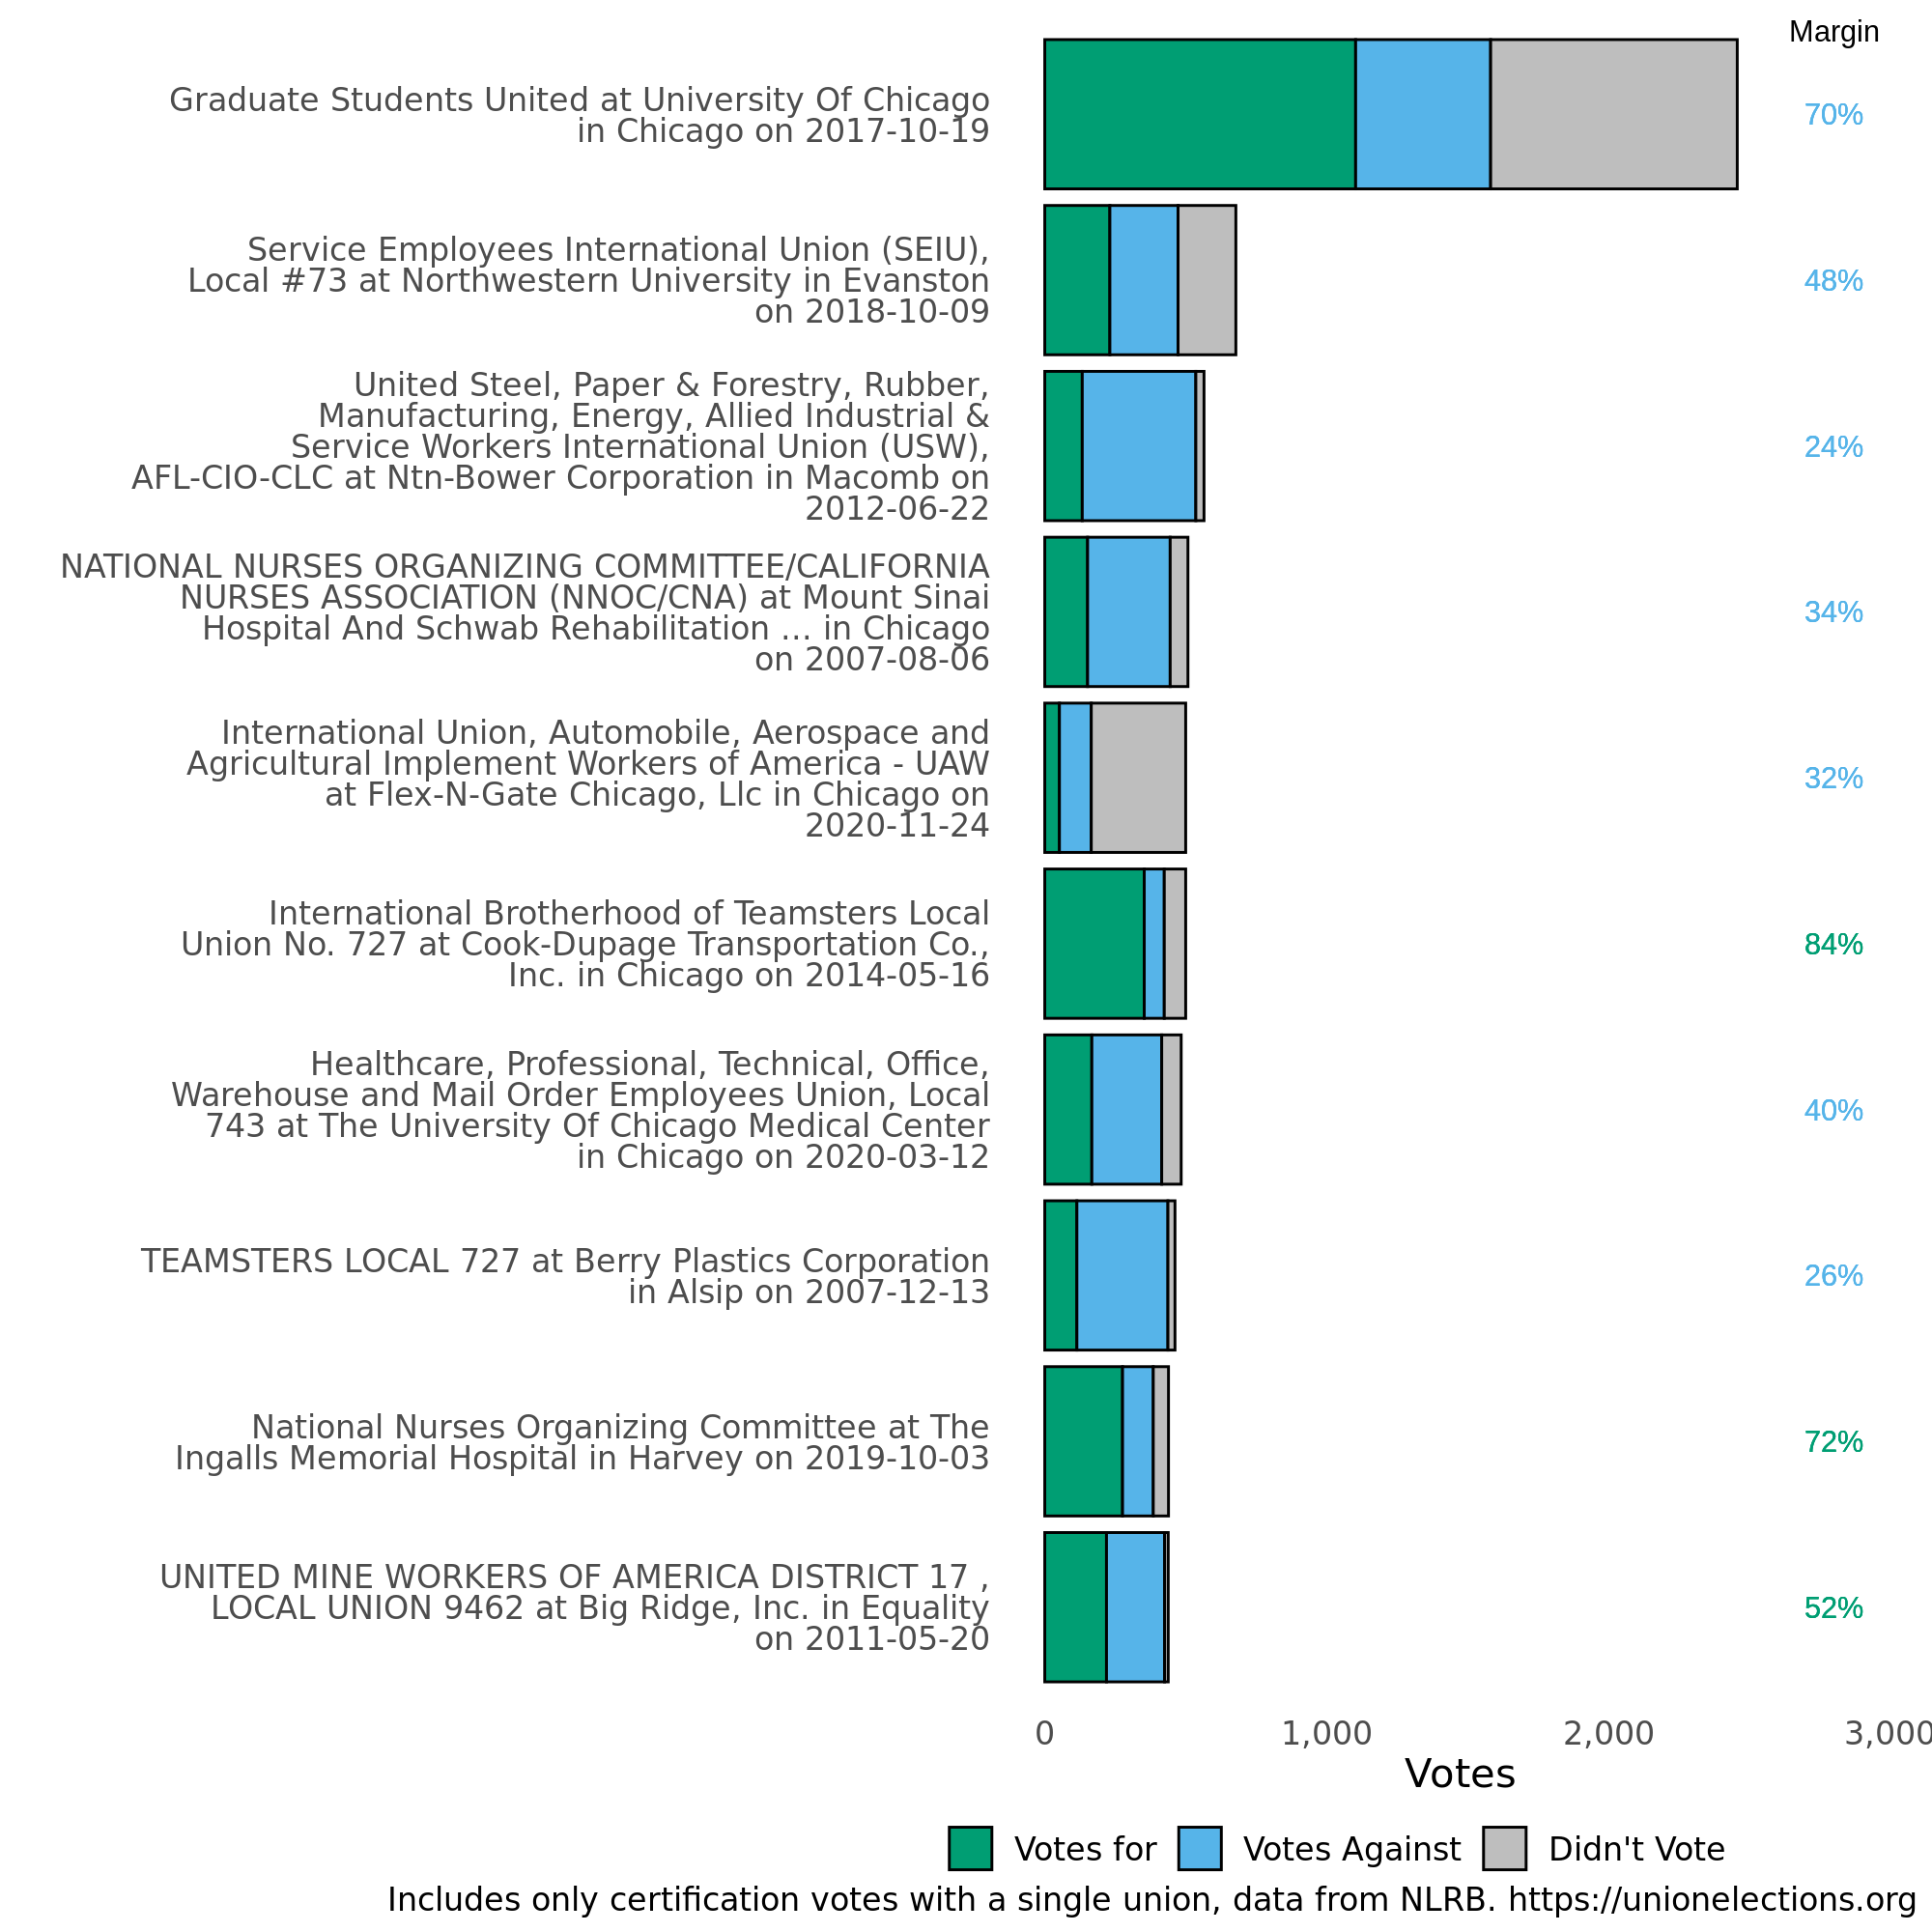 Margin
Graduate Students United at University Of Chicago
in Chicago on 2017-10-19
70%
Service Employees International Union (SEIU),
Local #73 at Northwestern University in Evanston
on 2018-10-09
48%
United Steel, Paper & Forestry, Rubber,
Manufacturing, Energy, Allied Industrial &
Service Workers International Union (USW),
AFL-CIO-CLC at Ntn-Bower Corporation in Macomb on
2012-06-22
24%
NATIONAL NURSES ORGANIZING COMMITTEE/CALIFORNIA
NURSES ASSOCIATION (NNOC/CNA) at Mount Sinai
Hospital And Schwab Rehabilitation ... in Chicago
on 2007-08-06
34%
International Union, Automobile, Aerospace and
Agricultural Implement Workers of America - UAW
at Flex-N-Gate Chicago, Llc in Chicago on
2020-11-24
32%
International Brotherhood of Teamsters Local
Union No. 727 at Cook-Dupage Transportation Co.,
Inc. in Chicago on 2014-05-16
84%
Healthcare, Professional, Technical, Office,
Warehouse and Mail Order Employees Union, Local
743 at The University Of Chicago Medical Center
in Chicago on 2020-03-12
40%
TEAMSTERS LOCAL 727 at Berry Plastics Corporation
in Alsip on 2007-12-13
26%
National Nurses Organizing Committee at The
Ingalls Memorial Hospital in Harvey on 2019-10-03
72%
UNITED MINE WORKERS OF AMERICA DISTRICT 17 ,
LOCAL UNION 9462 at Big Ridge, Inc. in Equality
on 2011-05-20
52%
0 1,000 2,000 3,000
Votes
Votes for Votes Against Didn't Vote
Includes only certification votes with a single union, data from NLRB. https://unionelections.org